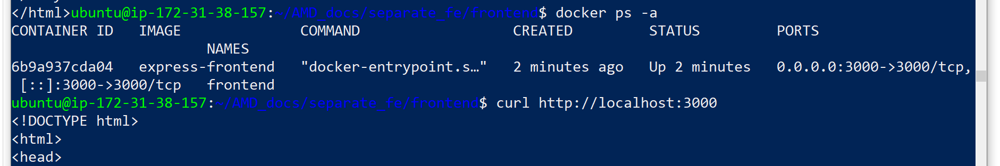 </html>ubuntu@ip-172-31-38-157:~/AMD_docs/separate_fe/frontend$ docker ps -a
CONTAINER ID   IMAGE              COMMAND                  CREATED         STATUS         PORTS
NAMES
6b9a937cda04   express-frontend   "docker-entrypoint.s…"   2 minutes ago   Up 2 minutes   0.0.0.0:3000->3000/tcp,
[::]:3000->3000/tcp   frontend
ubuntu@ip-172-31-38-157:~/AMD_docs/separate_fe/frontend$ curl http://localhost:3000
<!DOCTYPE html>
<html>
<head>